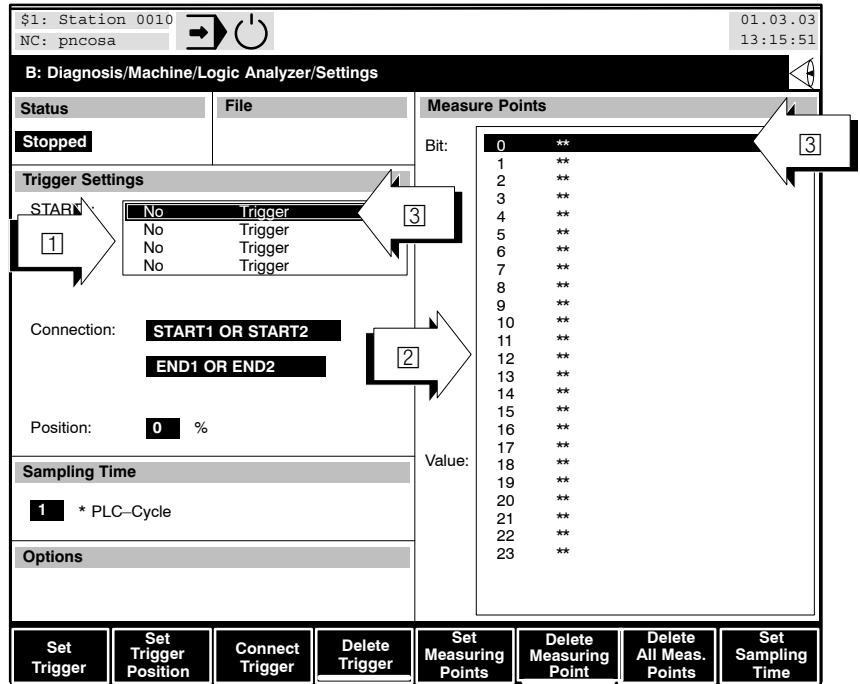 $1: Station 0010
NC: pncosa
01.03.03
13:15:51
B: Diagnosis/Machine/Logic Analyzer/Settings
Status
File
Stopped
Trigger Settings
No Trigger
No Trigger
No Trigger
No Trigger
1
3
Connection:
START1 OR START2
END1 OR END2
2
Position:
0 %
Sampling Time
1 * PLC–Cycle
Options
Measure Points
3
Bit:
0 **
1 **
2 **
3 **
4 **
5 **
6 **
7 **
8 **
9 **
10 **
11 **
12 **
13 **
14 **
15 **
16 **
17 **
Value:
18 **
19 **
20 **
21 **
22 **
23 **
Set
Trigger
Set
Trigger
Position
Connect
Trigger
Delete
Trigger
Set
Measuring
Points
Delete
Measuring
Point
Delete
All Meas.
Points
Set
Sampling
Time